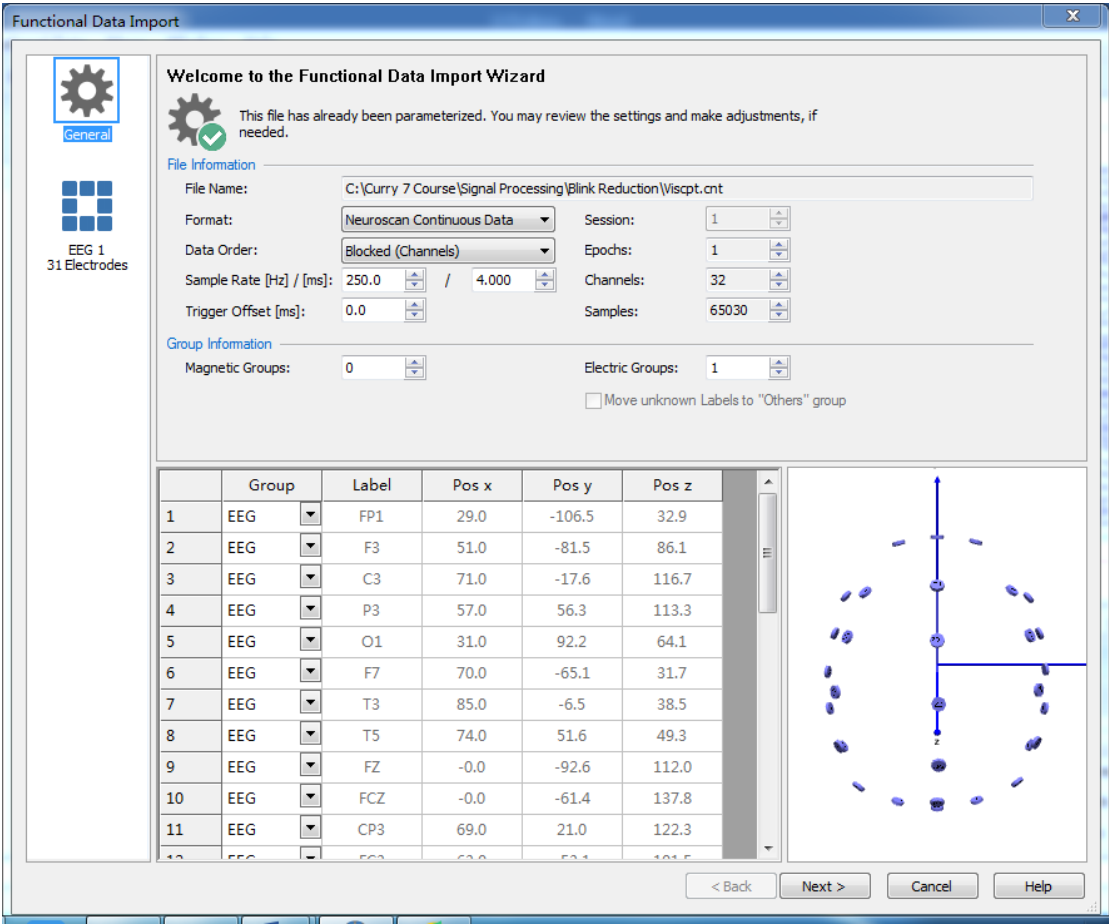 Functional Data Import
General
EEG 1
31 Electrodes
Welcome to the Functional Data Import Wizard
This file has already been parameterized. You may review the settings and make adjustments, if
needed.
File Information
File Name: C:\Curry 7 Course\Signal Processing\Blink Reduction\Viscpt.cnt
Format: Neuroscan Continuous Data Session: 1
Data Order: Blocked (Channels) Epochs: 1
Sample Rate [Hz] / [ms]: 250.0 / 4.000 Channels: 32
Trigger Offset [ms]: 0.0 Samples: 65030
Group Information
Magnetic Groups: 0 Electric Groups: 1
Move unknown Labels to "Others" group
Group Label Pos x Pos y Pos z
1 EEG FP1 29.0 -106.5 32.9
2 EEG F3 51.0 -81.5 86.1
3 EEG C3 71.0 -17.6 116.7
4 EEG P3 57.0 56.3 113.3
5 EEG O1 31.0 92.2 64.1
6 EEG F7 70.0 -65.1 31.7
7 EEG T3 85.0 -6.5 38.5
8 EEG T5 74.0 51.6 49.3
9 EEG FZ -0.0 -92.6 112.0
10 EEG FCZ -0.0 -61.4 137.8
11 EEG CP3 69.0 21.0 122.3
z
< Back Next > Cancel Help